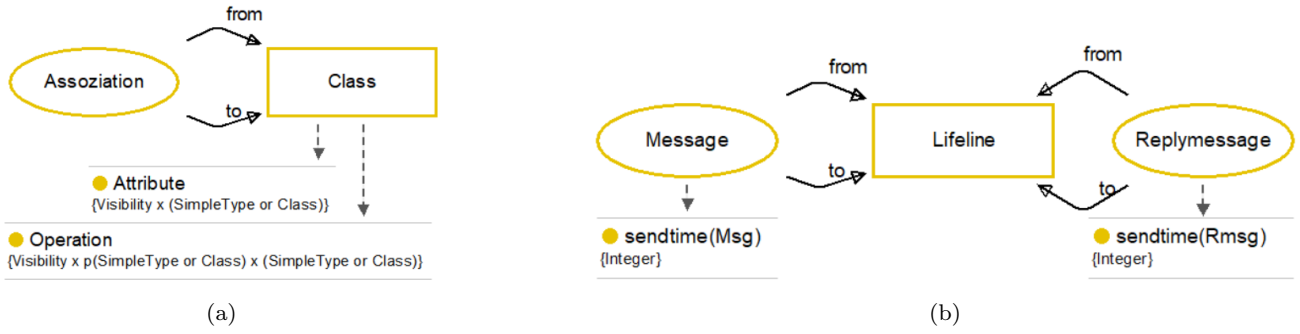 from
Assoziation
Class
to
Attribute
{Visibility x (SimpleType or Class)}
Operation
{Visibility x p(SimpleType or Class) x (SimpleType or Class)}
(a)
from
from
Message
Lifeline
Replymessage
to
to
sendtime(Msg)
{Integer}
sendtime(Rmsg)
{Integer}
(b)